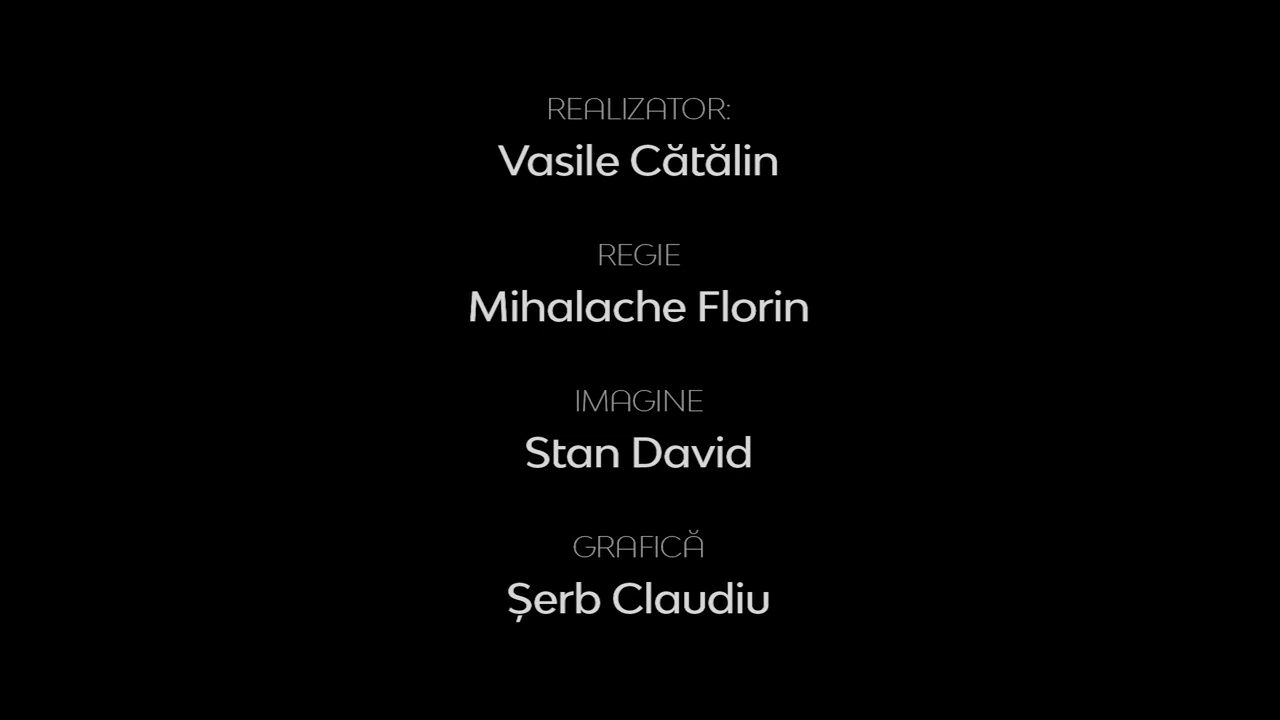 REALIZATOR:
Vasile Cătălin
REGIE
Mihalache Florin
IMAGINE
Stan David
GRAFICĂ
Șerb Claudiu